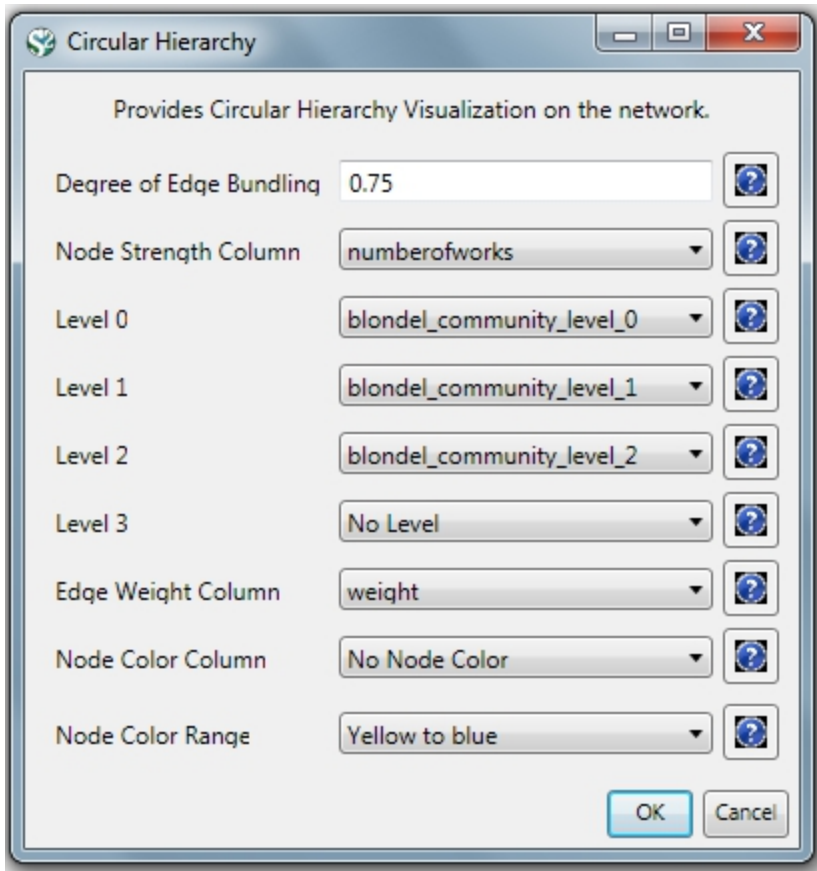 Circular Hierarchy
Provides Circular Hierarchy Visualization on the network.
Degree of Edge Bundling 0.75
Node Strength Column numberofworks
Level 0 blondel_community_level_0
Level 1 blondel_community_level_1
Level 2 blondel_community_level_2
Level 3 No Level
Edge Weight Column weight
Node Color Column No Node Color
Node Color Range Yellow to blue
OK Cancel